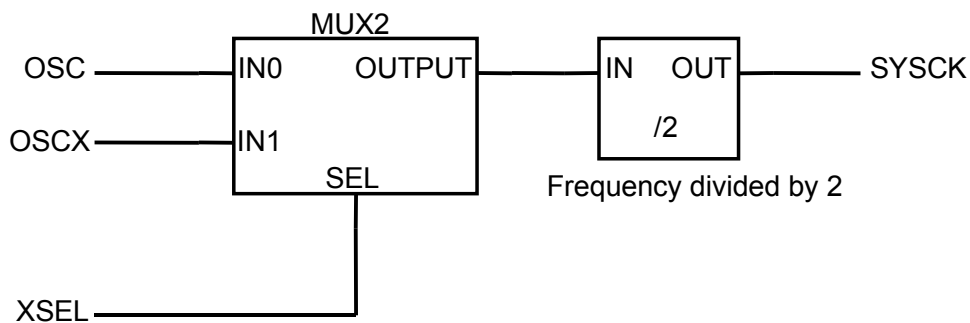 MUX2
OSC IN0 OUTPUT IN OUT SYSCK
/2
OSCX IN1
SEL
Frequency divided by 2
XSEL